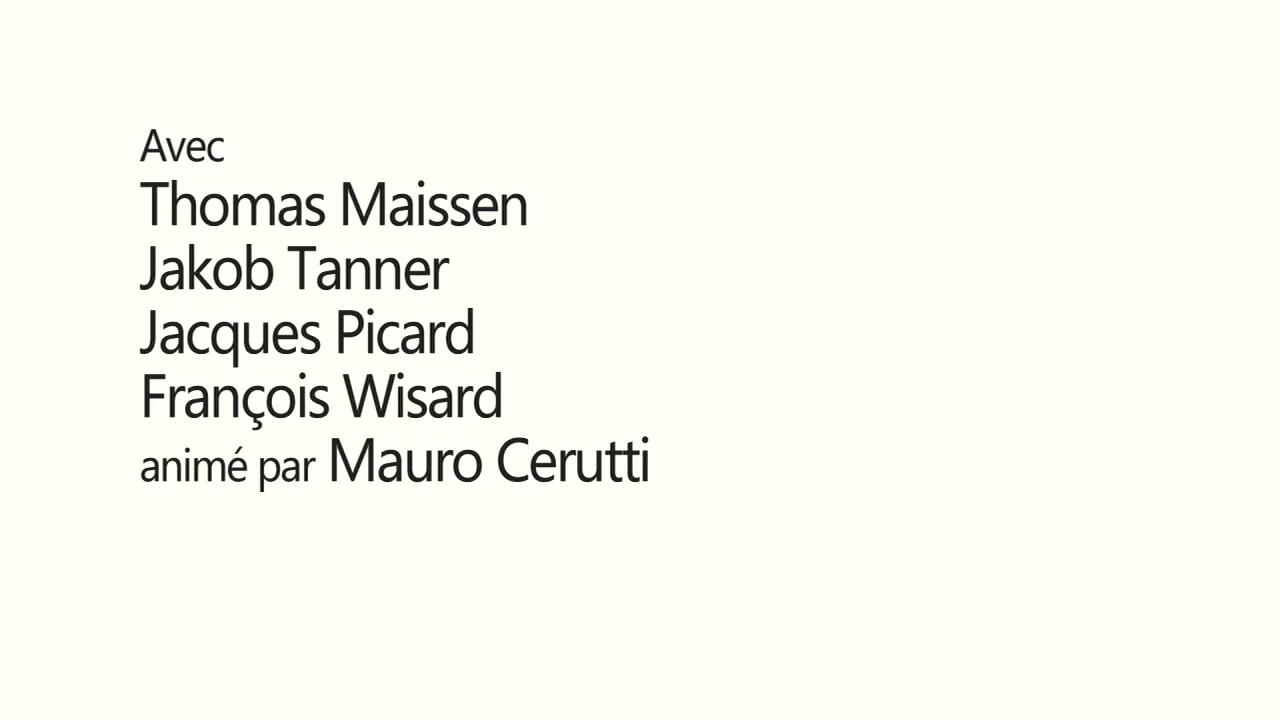 Avec
Thomas Maissen
Jakob Tanner
Jacques Picard
François Wisard
animé par Mauro Cerutti